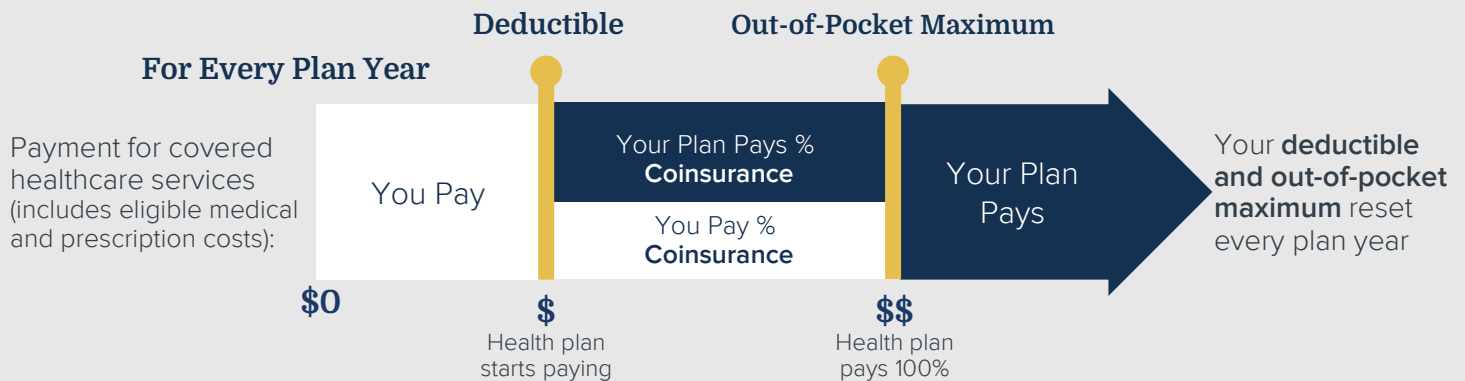 Deductible
Out-of-Pocket Maximum
For Every Plan Year
Payment for covered
healthcare services
(includes eligible medical
and prescription costs):
You Pay
Your Plan Pays %
Coinsurance
You Pay %
Coinsurance
Your Plan
Pays
Your deductible
and out-of-pocket
maximum reset
every plan year
$0
$
Health plan
starts paying
$$
Health plan
pays 100%